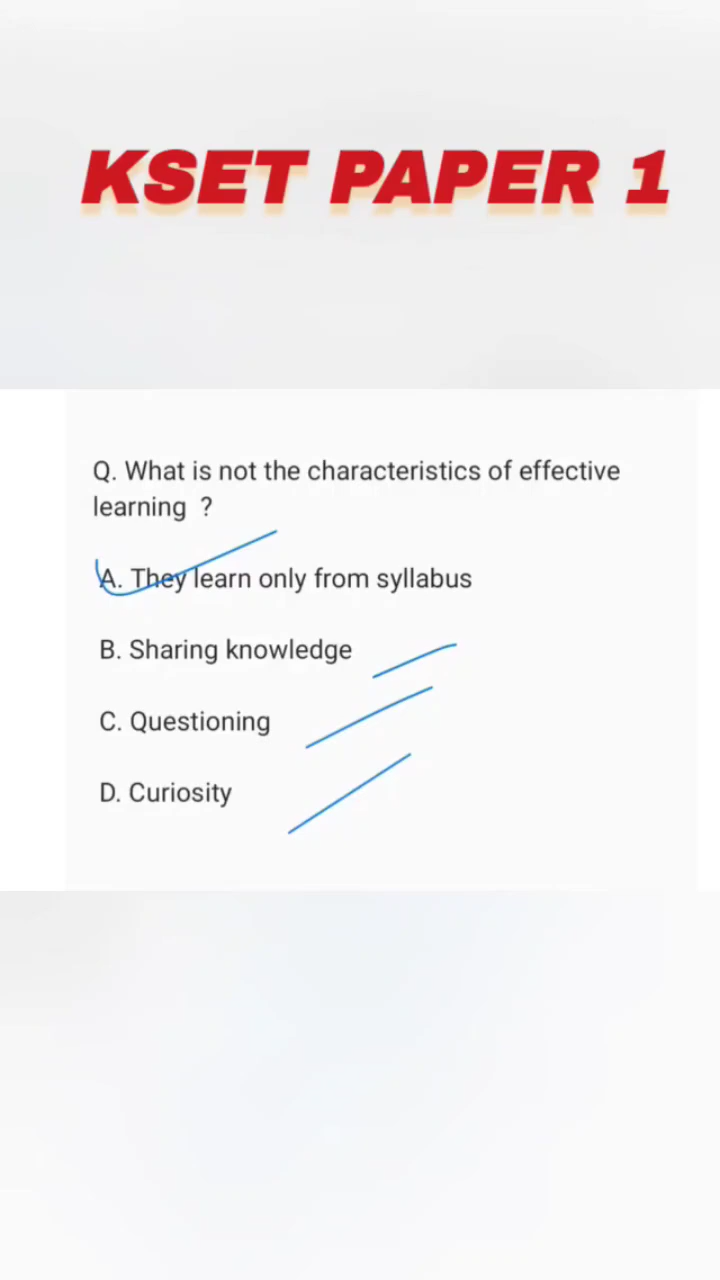 KSET PAPER 1
Q. What is not the characteristics of effective
learning ?
A. They learn only from syllabus
B. Sharing knowledge
C. Questioning
D. Curiosity